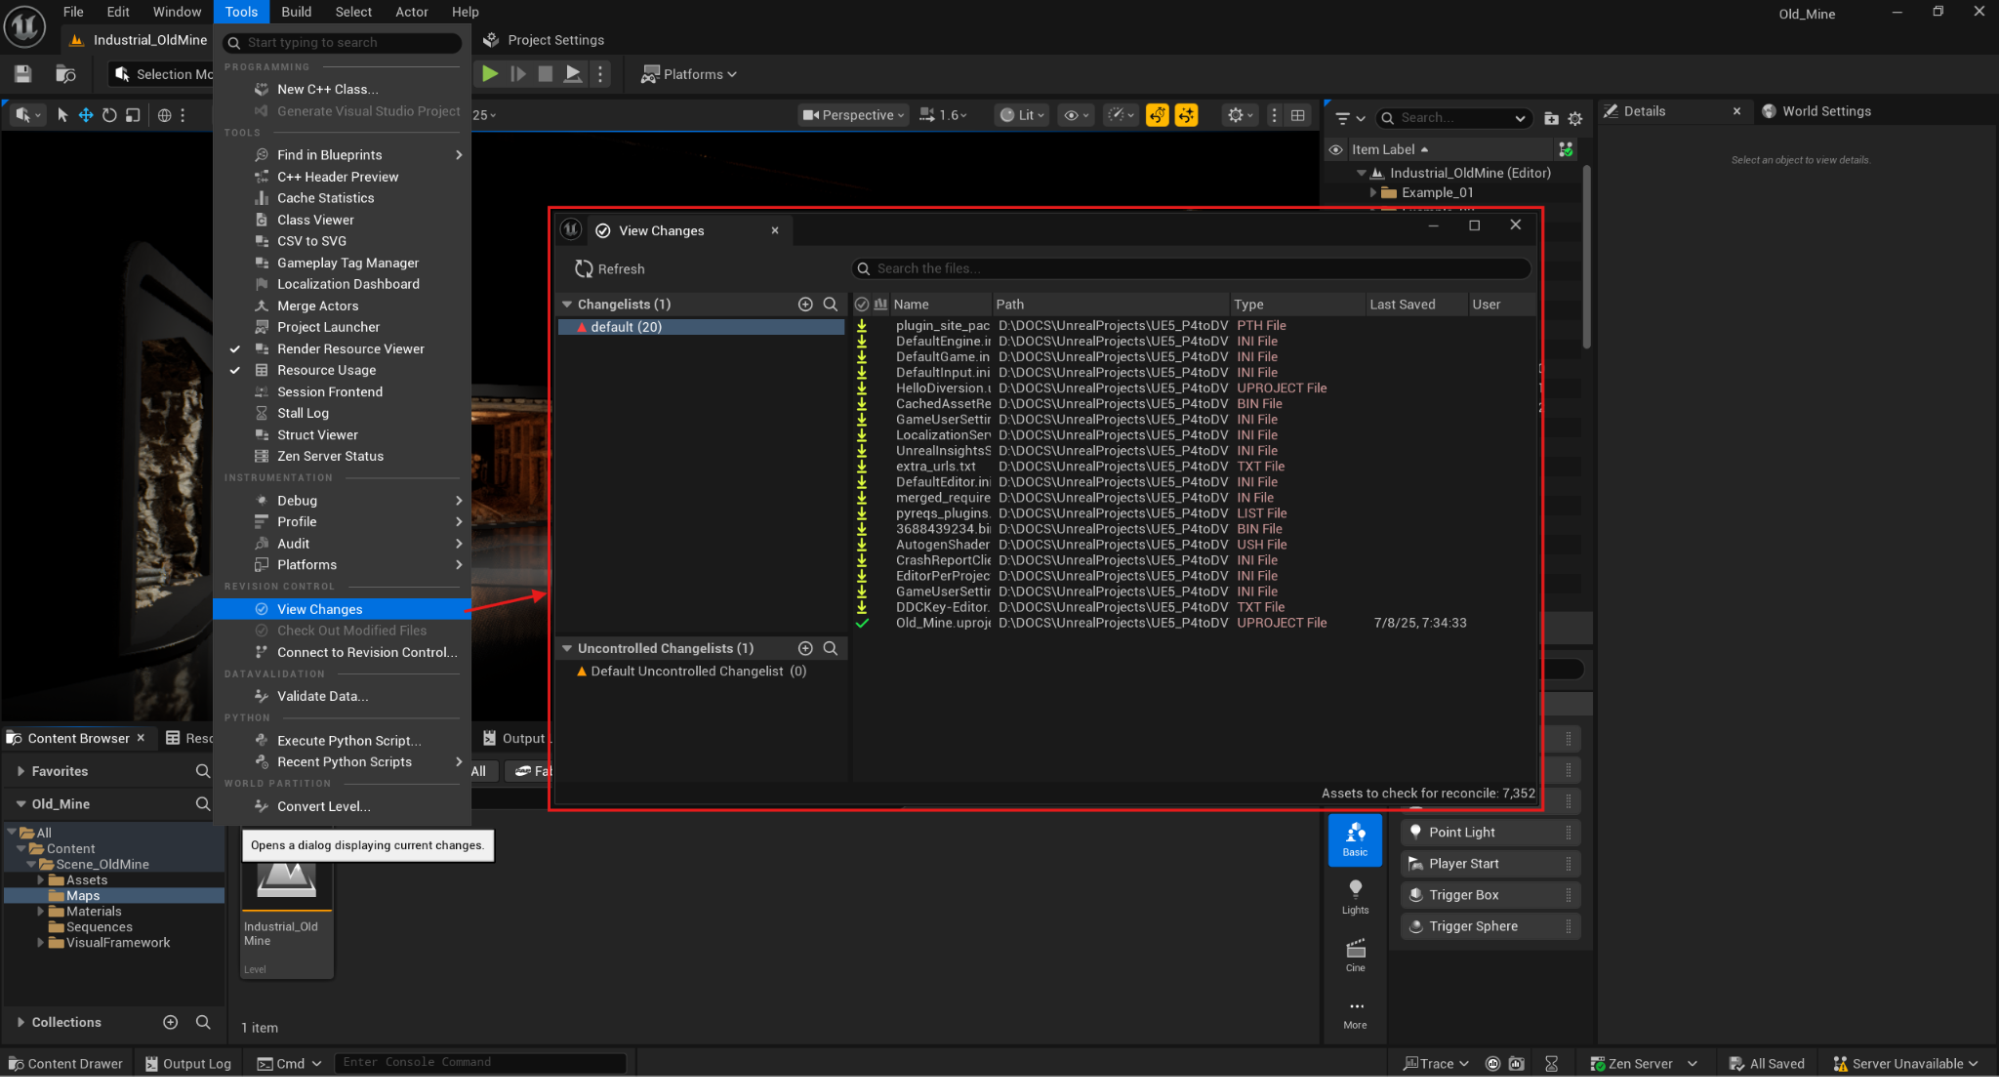 File Edit Window Tools Build Select Actor Help
Old_Mine
Industrial_OldMine
Start typing to search
Project Settings
PROGRAMMING
Selection Mo
Platforms
New C++ Class...
Generate Visual Studio Project
25
Perspective
1.6
Lit
Search...
Details
World Settings
TOOLS
Item Label
Select an object to view details.
Find in Blueprints
C++ Header Preview
Cache Statistics
Class Viewer
CSV to SVG
Gameplay Tag Manager
Localization Dashboard
Merge Actors
Project Launcher
Render Resource Viewer
Resource Usage
Session Frontend
Stall Log
Struct Viewer
Zen Server Status
INSTRUMENTATION
Debug
Profile
Audit
Platforms
REVISION CONTROL
View Changes
Check Out Modified Files
Connect to Revision Control...
DATAVALIDATION
Validate Data...
PYTHON
Execute Python Script...
Recent Python Scripts
WORLD PARTITION
Convert Level...
Opens a dialog displaying current changes.
Industrial_OldMine (Editor)
Example_01
View Changes
Refresh
Search the files...
Changelists (1)
default (20)
Name Path Type Last Saved User
plugin_site_pac D:\DOCS\UnrealProjects\UE5_P4toDV PTH File
DefaultEngine.in D:\DOCS\UnrealProjects\UE5_P4toDV INI File
DefaultGame.in D:\DOCS\UnrealProjects\UE5_P4toDV INI File
DefaultInput.ini D:\DOCS\UnrealProjects\UE5_P4toDV INI File
HelloDiversion.u D:\DOCS\UnrealProjects\UE5_P4toDV UPROJECT File
CachedAssetRe D:\DOCS\UnrealProjects\UE5_P4toDV BIN File
GameUserSettin D:\DOCS\UnrealProjects\UE5_P4toDV INI File
LocalizationSer D:\DOCS\UnrealProjects\UE5_P4toDV INI File
UnrealInsightsS D:\DOCS\UnrealProjects\UE5_P4toDV INI File
extra_urls.txt D:\DOCS\UnrealProjects\UE5_P4toDV TXT File
DefaultEditor.ini D:\DOCS\UnrealProjects\UE5_P4toDV INI File
merged_require D:\DOCS\UnrealProjects\UE5_P4toDV IN File
pyreqs_plugins. D:\DOCS\UnrealProjects\UE5_P4toDV LIST File
3688439234.bi D:\DOCS\UnrealProjects\UE5_P4toDV BIN File
AutogenShader D:\DOCS\UnrealProjects\UE5_P4toDV USH File
CrashReportClie D:\DOCS\UnrealProjects\UE5_P4toDV INI File
EditorPerProjec D:\DOCS\UnrealProjects\UE5_P4toDV INI File
GameUserSettin D:\DOCS\UnrealProjects\UE5_P4toDV INI File
DDCKey-Editor. D:\DOCS\UnrealProjects\UE5_P4toDV TXT File
Old_Mine.uproje D:\DOCS\UnrealProjects\UE5_P4toDV UPROJECT File 7/8/25, 7:34:33
Uncontrolled Changelists (1)
Default Uncontrolled Changelist (0)
Assets to check for reconcile: 7,352
Content Browser
Reso
Output
Favorites
All
Fab
Old_Mine
All
Content
Scene_OldMine
Assets
Maps
Materials
Sequences
VisualFramework
Industrial_Old
Mine
Level
Collections
1 item
Basic
Lights
Cine
More
Point Light
Player Start
Trigger Box
Trigger Sphere
Content Drawer
Output Log
Cmd
Enter Console Command
Trace
Zen Server
All Saved
Server Unavailable